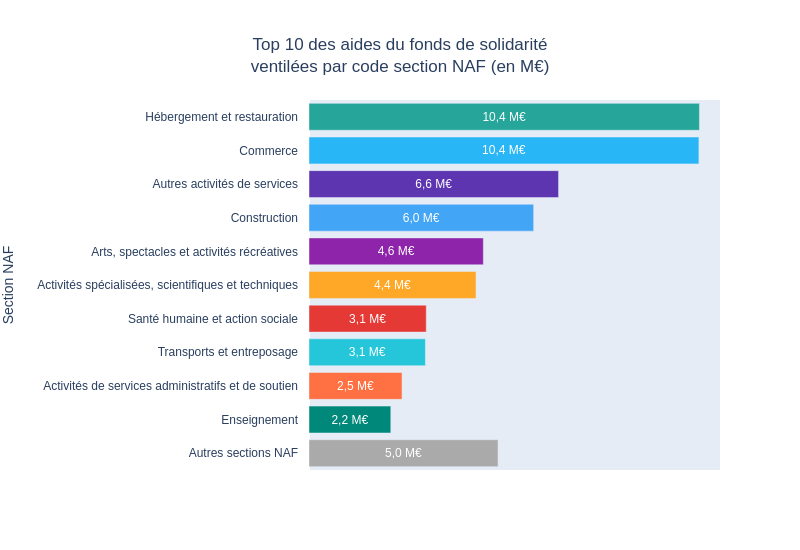 Top 10 des aides du fonds de solidarité
ventilées par code section NAF (en M€)
Section NAF
Hébergement et restauration 10,4 M€
Commerce 10,4 M€
Autres activités de services 6,6 M€
Construction 6,0 M€
Arts, spectacles et activités récréatives 4,6 M€
Activités spécialisées, scientifiques et techniques 4,4 M€
Santé humaine et action sociale 3,1 M€
Transports et entreposage 3,1 M€
Activités de services administratifs et de soutien 2,5 M€
Enseignement 2,2 M€
Autres sections NAF 5,0 M€